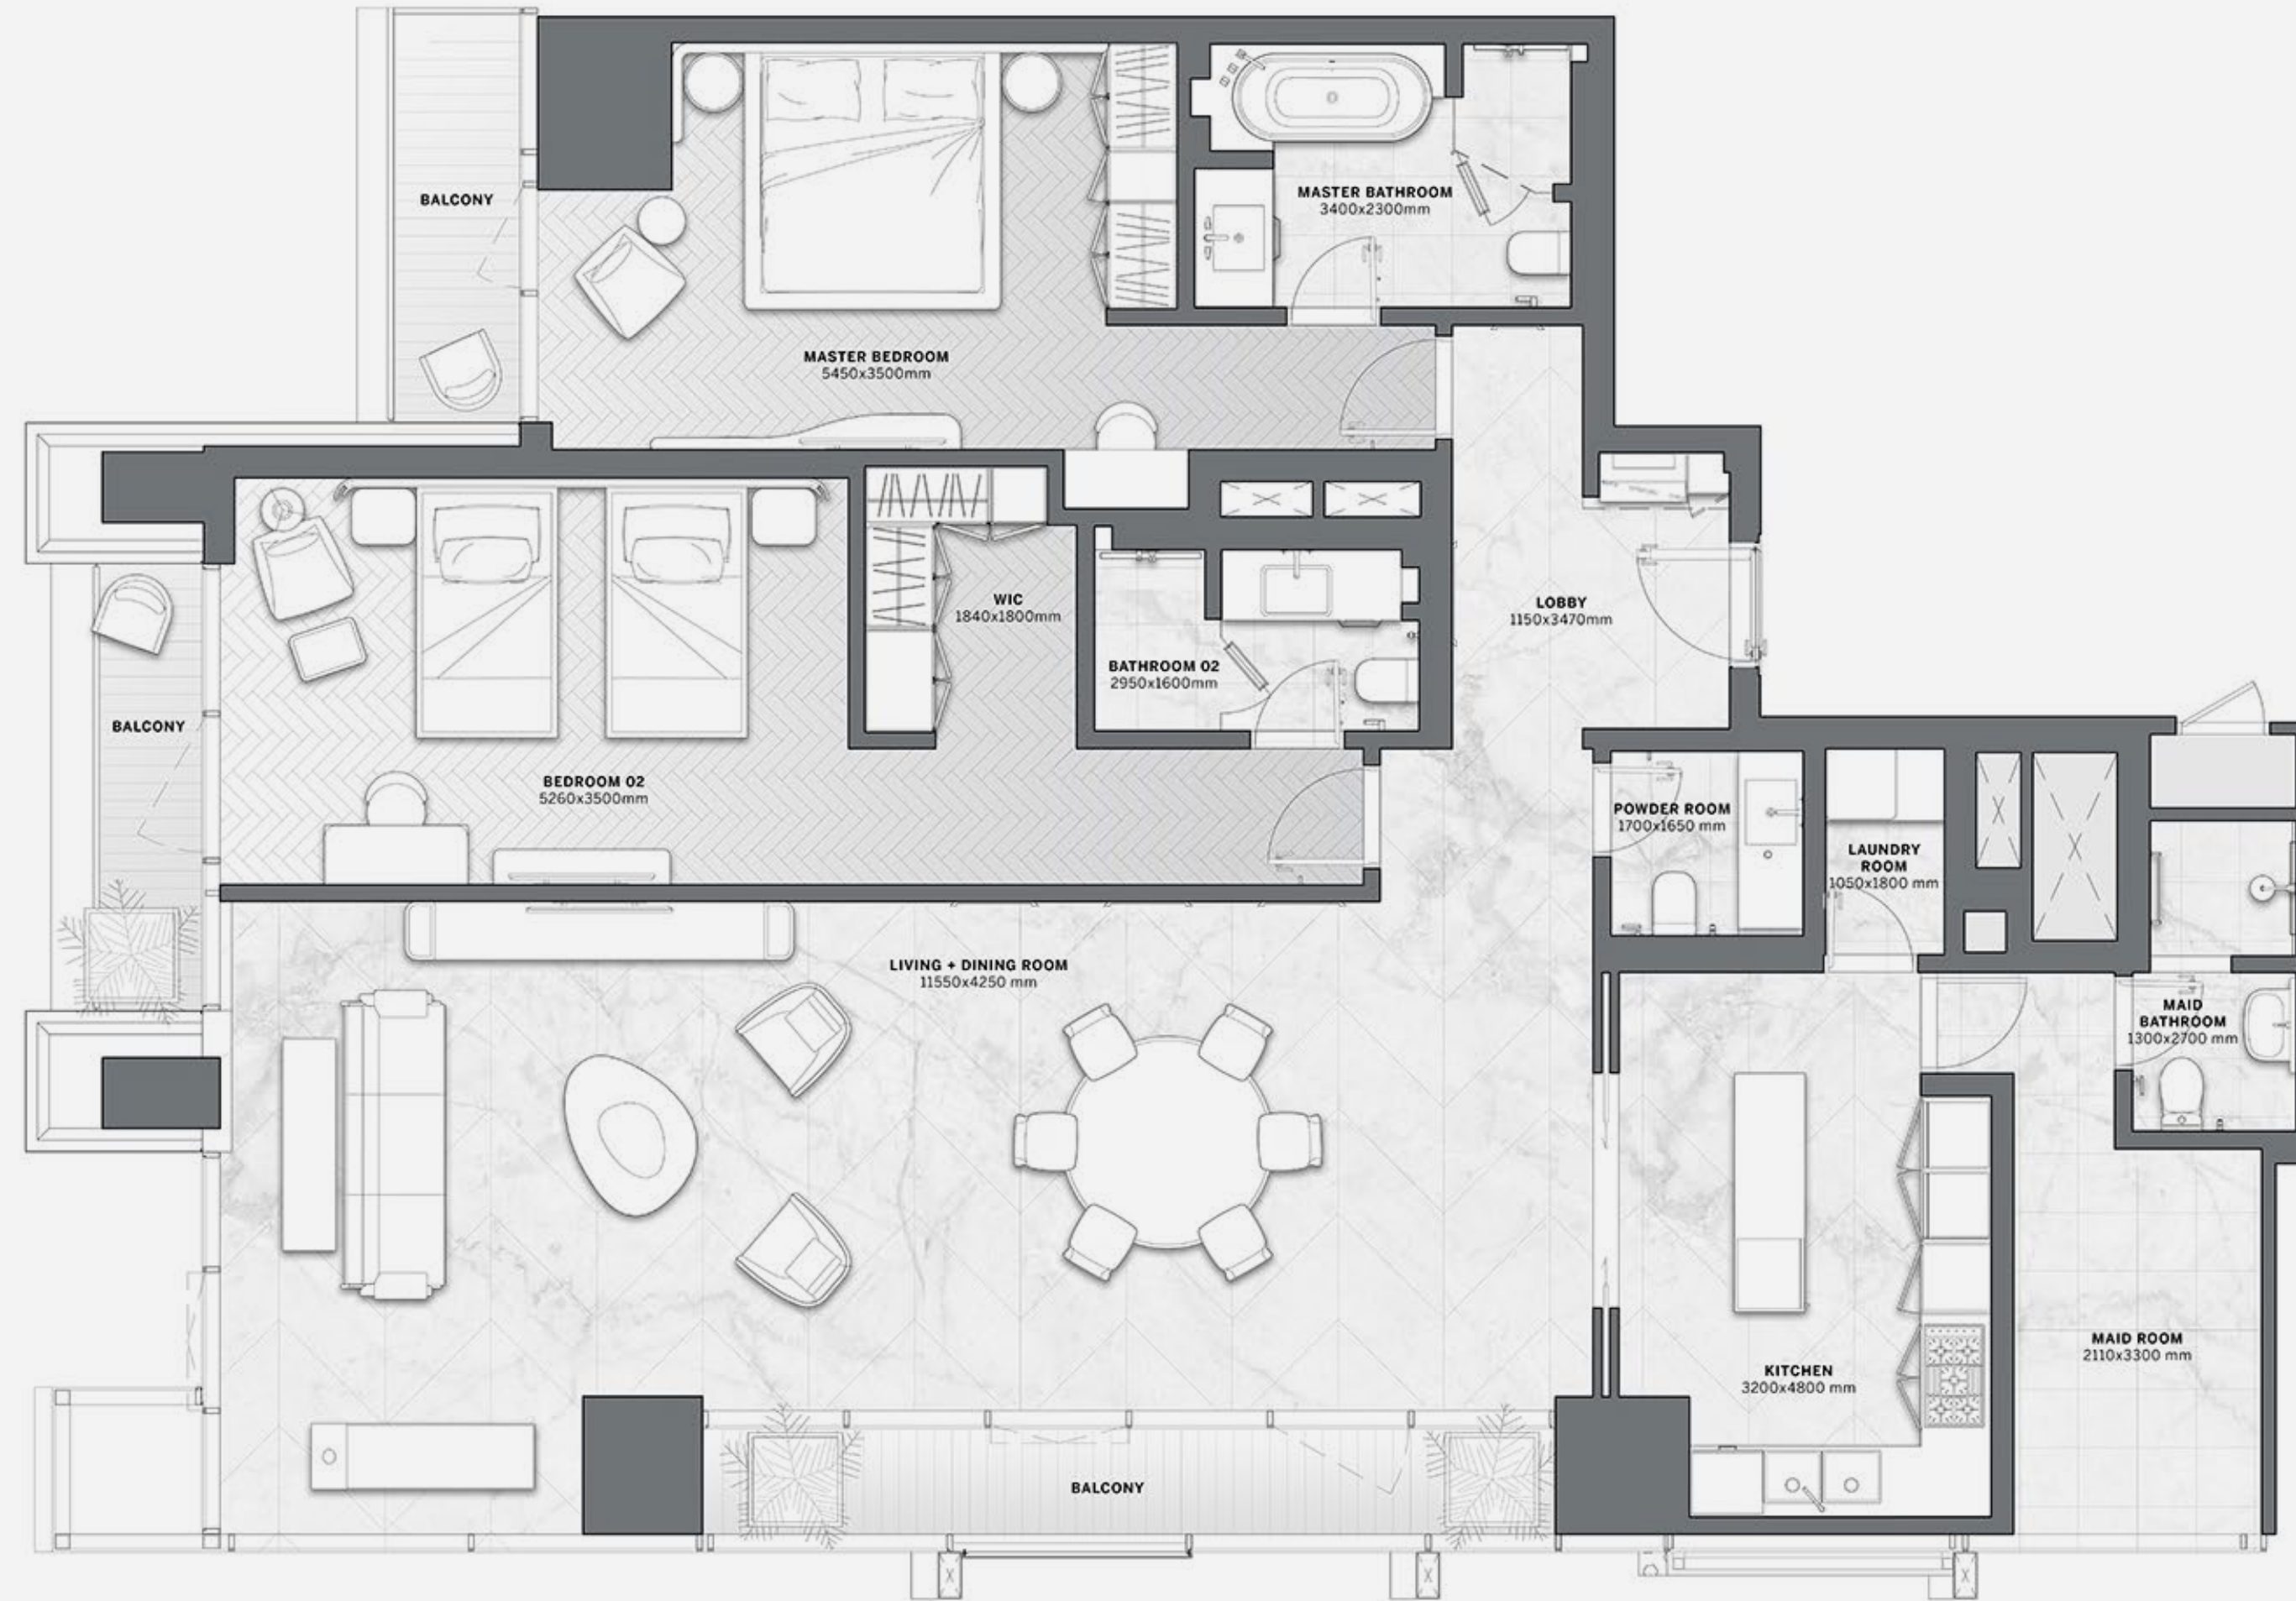 BALCONY
MASTER BATHROOM
3400x2300mm
MASTER BEDROOM
5450x3500mm
WIC
1840x1800mm
LOBBY
1150x3470mm
BATHROOM 02
2950x1600mm
BALCONY
BEDROOM 02
5260x3500mm
POWDER ROOM
1700x1650 mm
LAUNDRY
ROOM
1050x1800 mm
LIVING + DINING ROOM
11550x4250 mm
MAID
BATHROOM
1300x2700 mm
MAID ROOM
2110x3300 mm
KITCHEN
3200x4800 mm
BALCONY